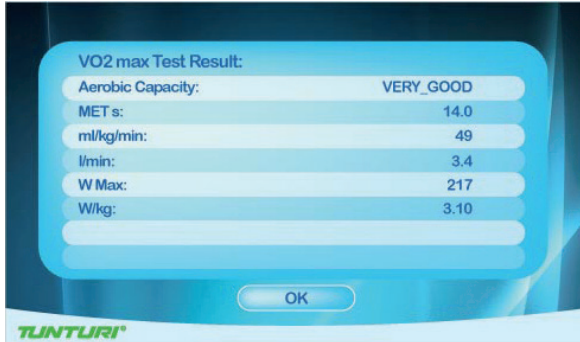 VO2 max Test Result:
Aerobic Capacity: VERY_GOOD
METs: 14.0
ml/kg/min: 49
l/min: 3.4
W Max: 217
W/kg: 3.10
OK
TUNTURI®